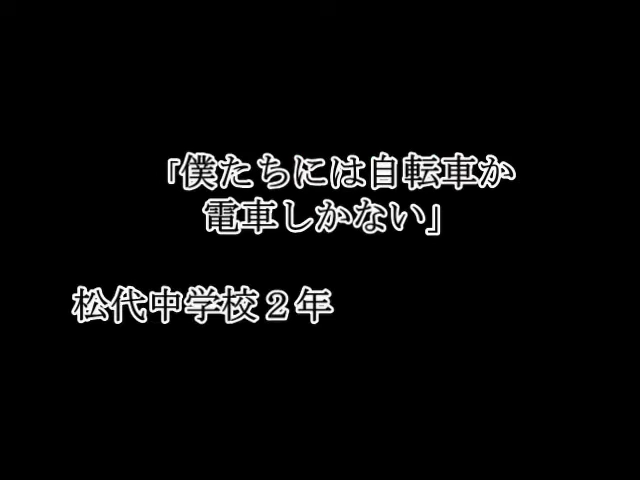 「僕たちには自転車か
電車しかない」
松代中学校２年